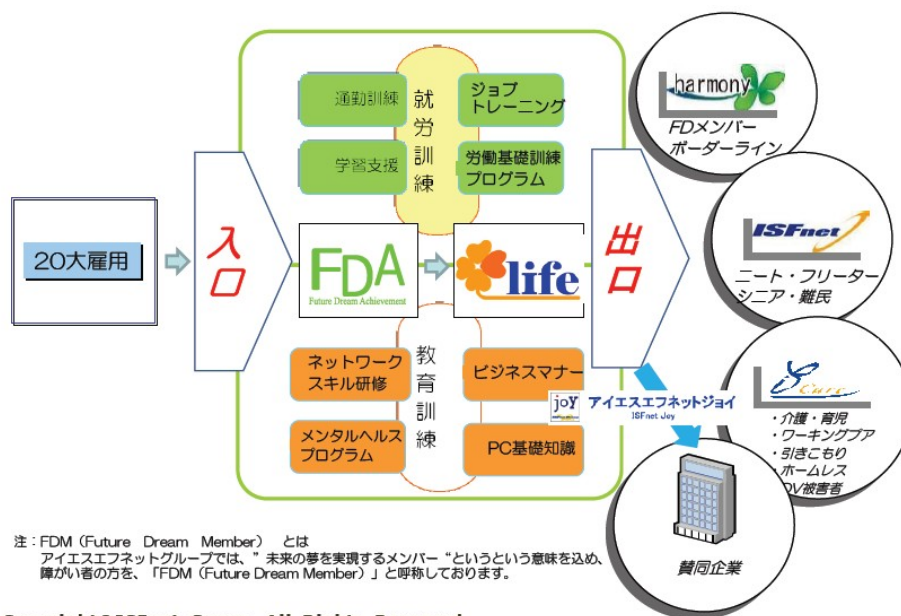 20大雇用
入口
通勤訓練
学習支援
就労訓練
ジョブ
トレーニング
労働基礎訓練
プログラム
FDA
Future Dream Achievement
life
ネットワーク
スキル研修
メンタルヘルス
プログラム
教育訓練
ビジネスマナー
PC基礎知識
出口
joY
アイエスエフネットジョイ
ISFnet Joy
harmony
FDメンバー
ボーダーライン
ISFnet
ニート・フリーター
シニア・難民
Cure
・介護・育児
・ワーキングプア
・引きこもり
・ホームレス
DV被害者
賛同企業
注：FDM（Future Dream Member） とは
アイエスエフネットグループでは、”未来の夢を実現するメンバー“というという意味を込め、
障がい者の方を、「FDM（Future Dream Member）」と呼称しております。